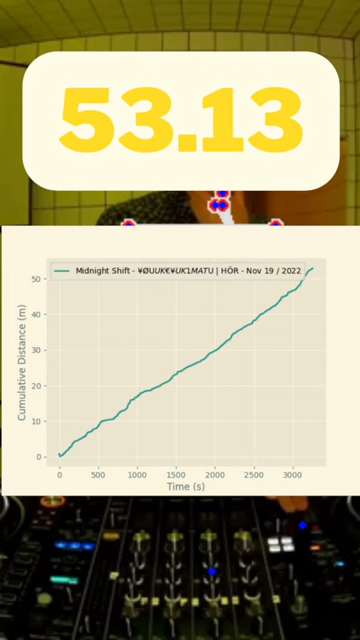 53.13
Midnight Shift - ¥ØUUK€¥UK1MATU | HÖR - Nov 19 / 2022
Cumulative Distance (m)
50
40
30
20
10
0
0 500 1000 1500 2000 2500 3000
Time (s)